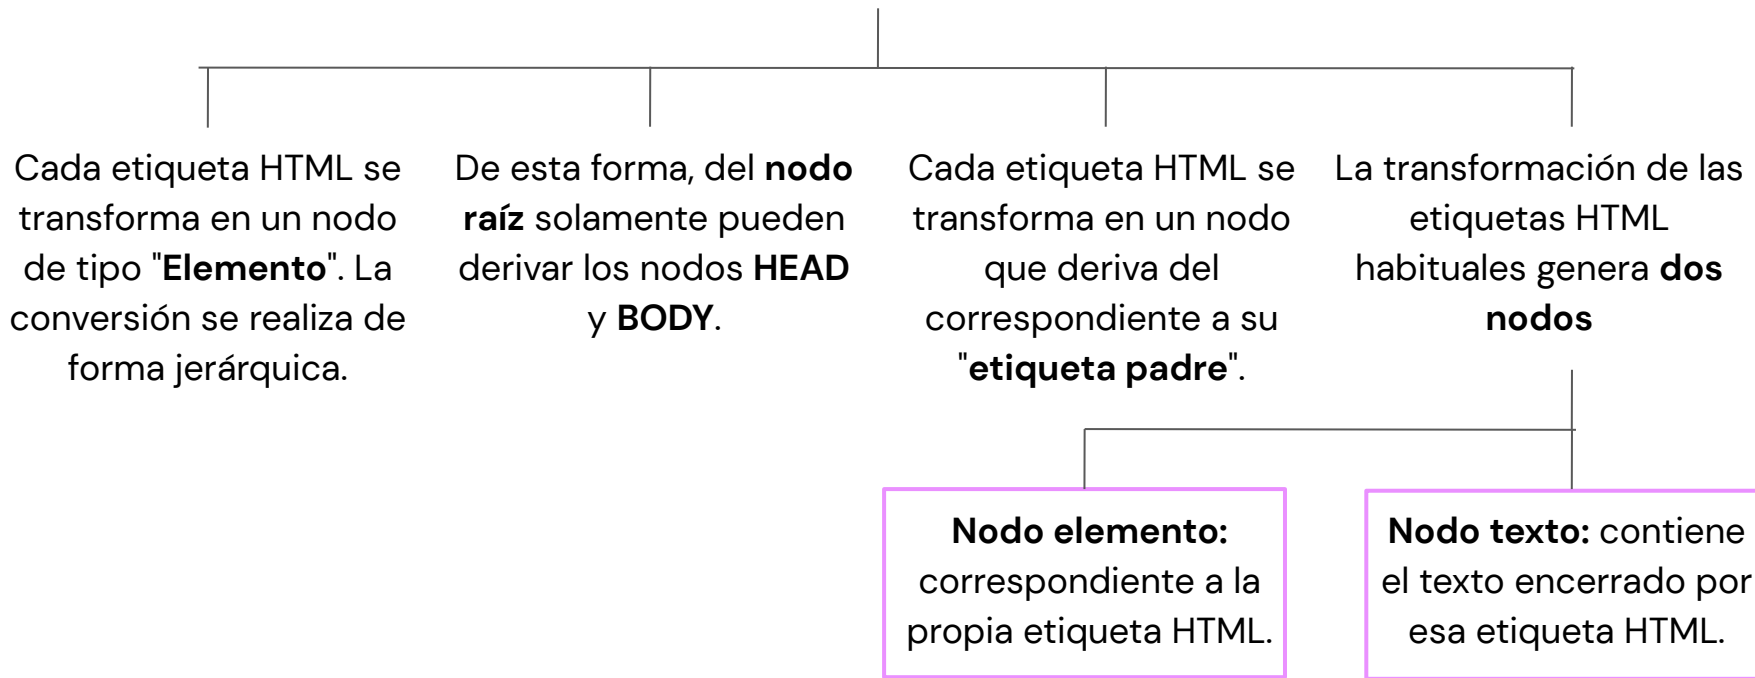 Cada etiqueta HTML se
transforma en un nodo
de tipo "Elemento". La
conversión se realiza de
forma jerárquica.
De esta forma, del nodo
raíz solamente pueden
derivar los nodos HEAD
y BODY.
Cada etiqueta HTML se
transforma en un nodo
que deriva del
correspondiente a su
"etiqueta padre".
La transformación de las
etiquetas HTML
habituales genera dos
nodos
Nodo elemento:
correspondiente a la
propia etiqueta HTML.
Nodo texto: contiene
el texto encerrado por
esa etiqueta HTML.